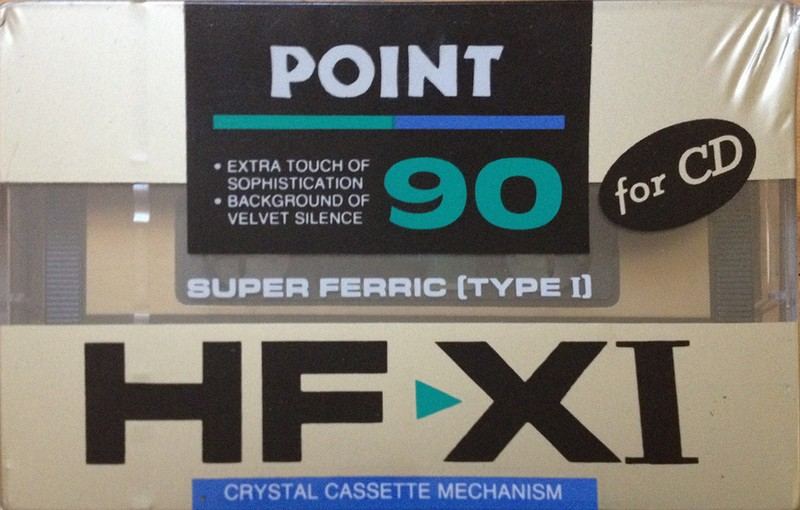 POINT
• EXTRA TOUCH OF
SOPHISTICATION
• BACKGROUND OF
VELVET SILENCE
90
for CD
SUPER FERRIC [TYPE I]
HF▶XI
CRYSTAL CASSETTE MECHANISM